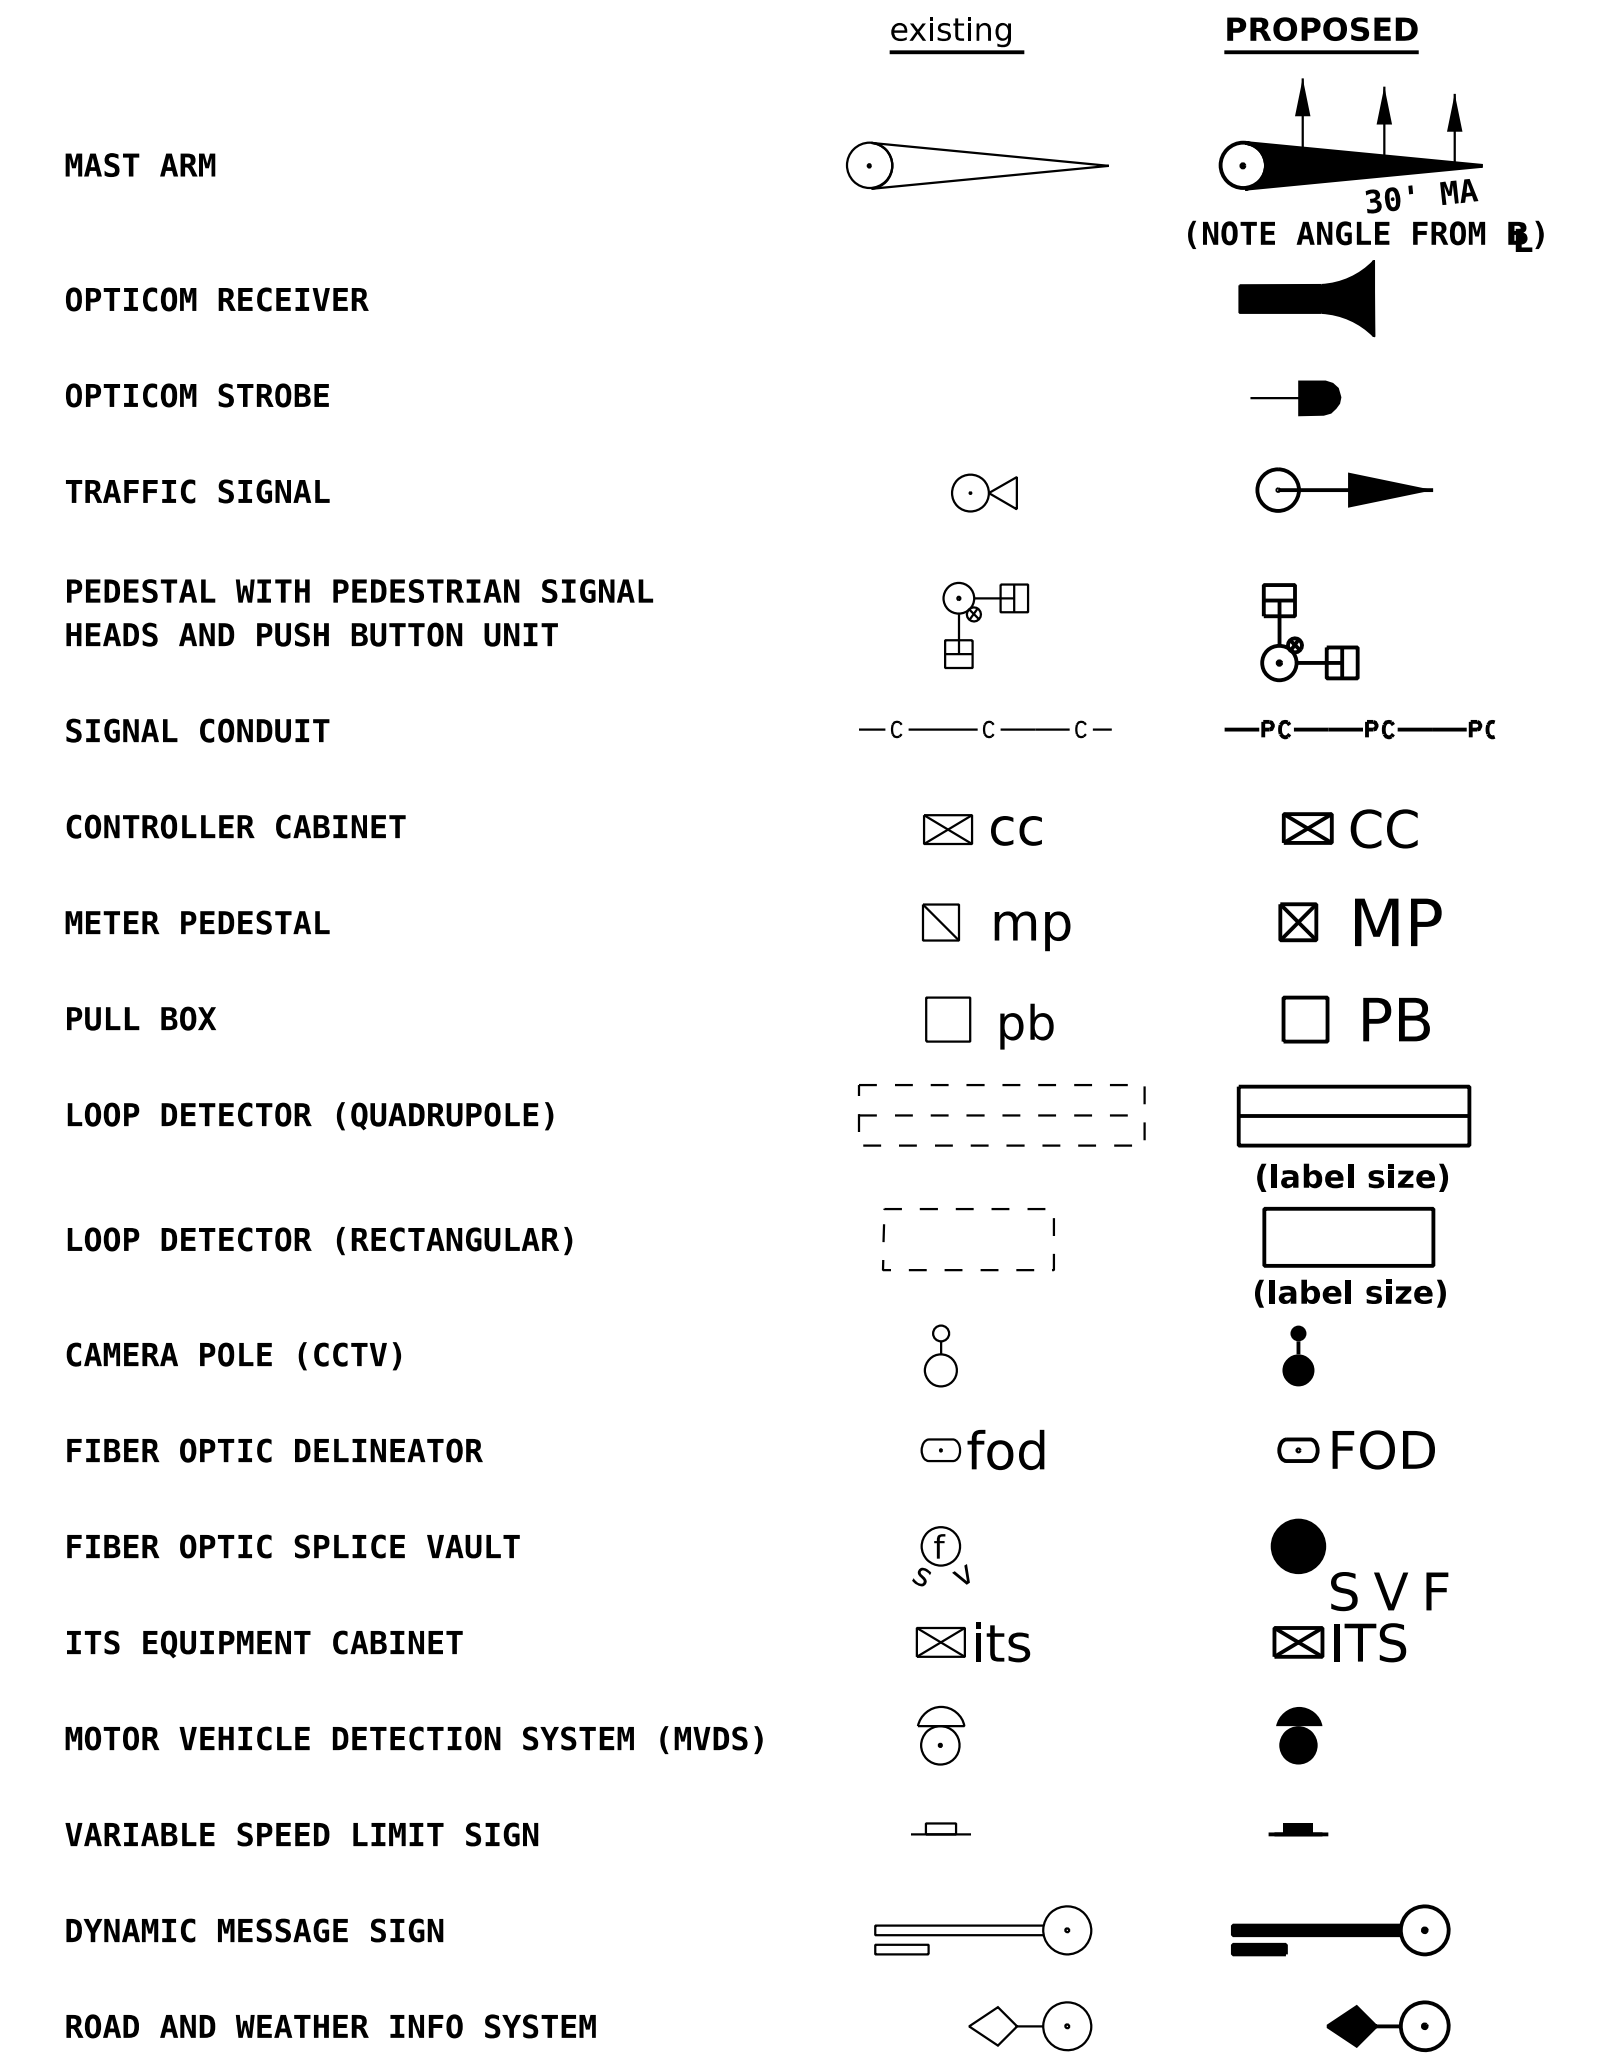 existing PROPOSED
MAST ARM
30' MA
(NOTE ANGLE FROM BL)
OPTICOM RECEIVER
OPTICOM STROBE
TRAFFIC SIGNAL
PEDESTAL WITH PEDESTRIAN SIGNAL
HEADS AND PUSH BUTTON UNIT
SIGNAL CONDUIT C C C PC PC PC
CONTROLLER CABINET cc CC
METER PEDESTAL mp MP
PULL BOX pb PB
LOOP DETECTOR (QUADRUPOLE)
(label size)
LOOP DETECTOR (RECTANGULAR)
(label size)
CAMERA POLE (CCTV)
FIBER OPTIC DELINEATOR fod FOD
FIBER OPTIC SPLICE VAULT f
s v S V F
ITS EQUIPMENT CABINET its ITS
MOTOR VEHICLE DETECTION SYSTEM (MVDS)
VARIABLE SPEED LIMIT SIGN
DYNAMIC MESSAGE SIGN
ROAD AND WEATHER INFO SYSTEM